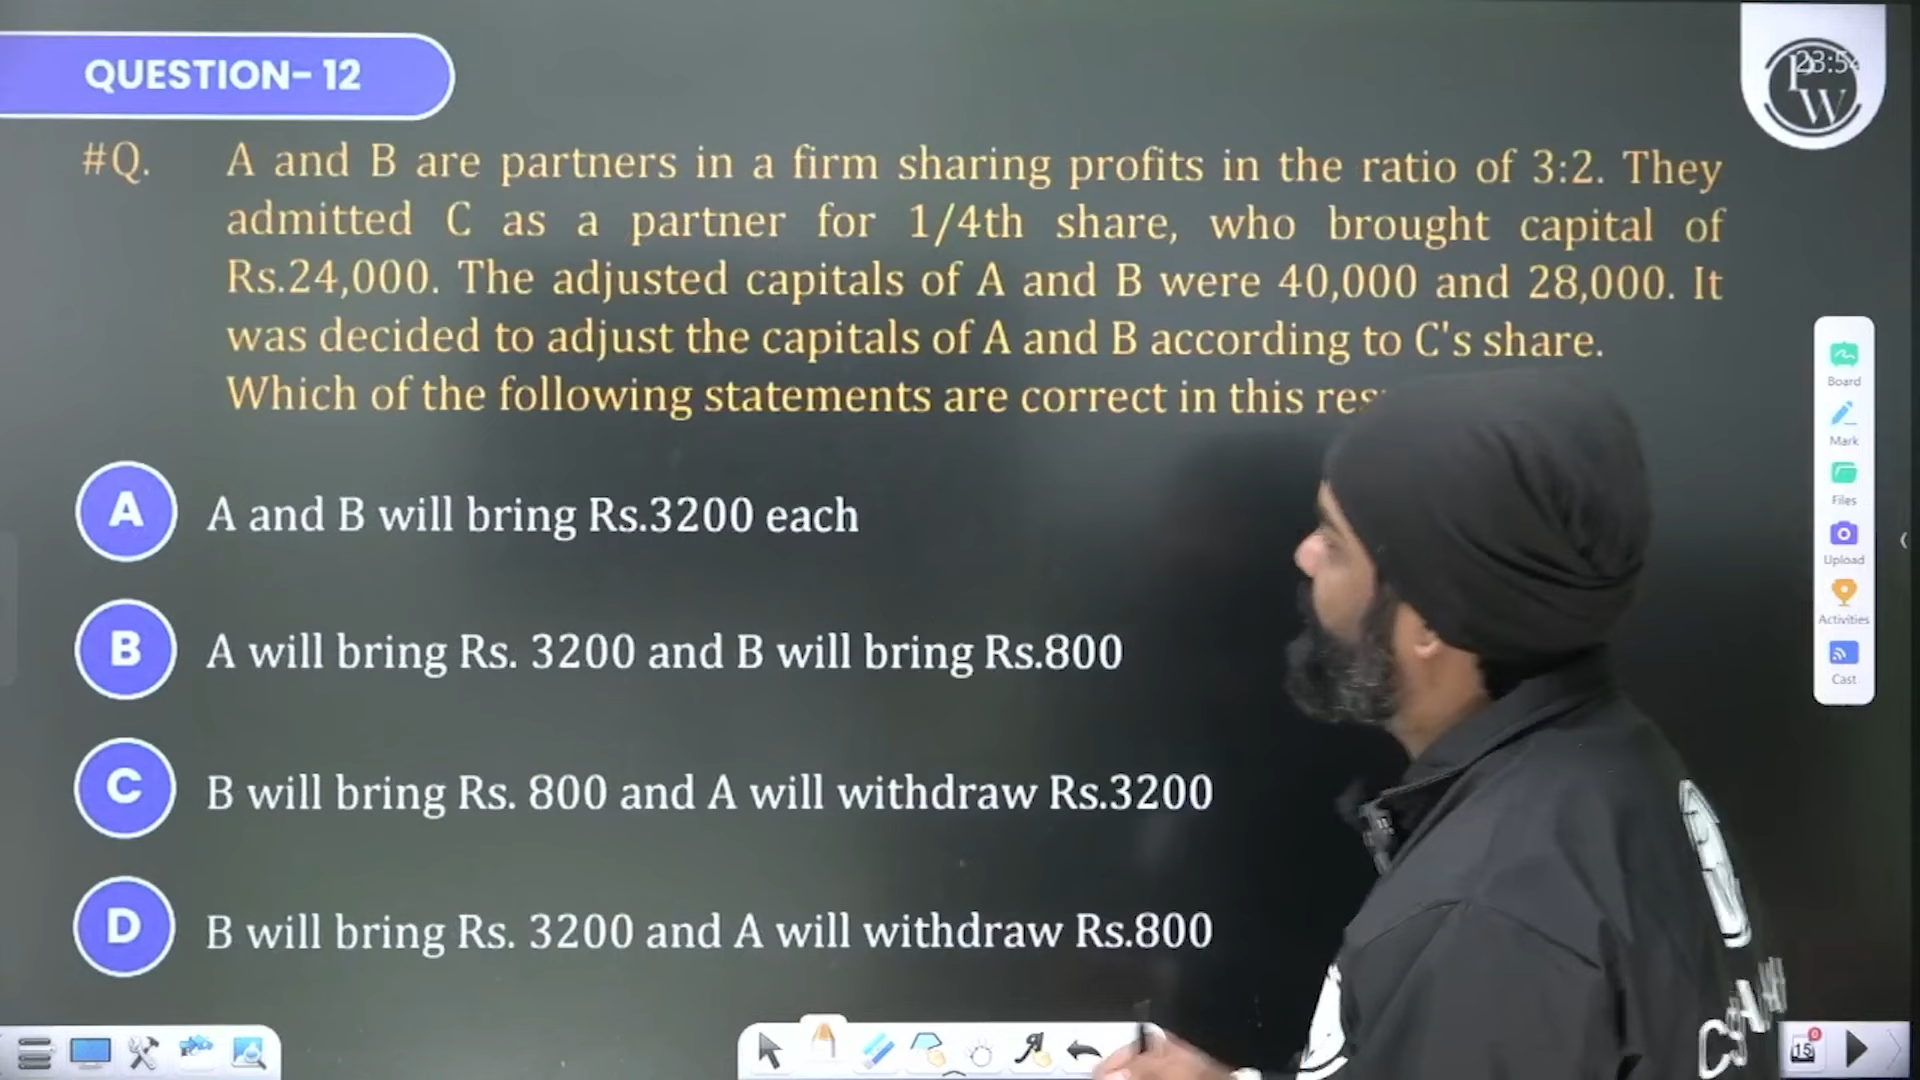 QUESTION- 12
23:54
PW
#Q. A and B are partners in a firm sharing profits in the ratio of 3:2. They
admitted C as a partner for 1/4th share, who brought capital of
Rs.24,000. The adjusted capitals of A and B were 40,000 and 28,000. It
was decided to adjust the capitals of A and B according to C's share.
Which of the following statements are correct in this
A A and B will bring Rs.3200 each
B A will bring Rs. 3200 and B will bring Rs.800
C B will bring Rs. 800 and A will withdraw Rs.3200
D B will bring Rs. 3200 and A will withdraw Rs.800
Board
Mark
Files
Upload
Activities
Cast
0
15